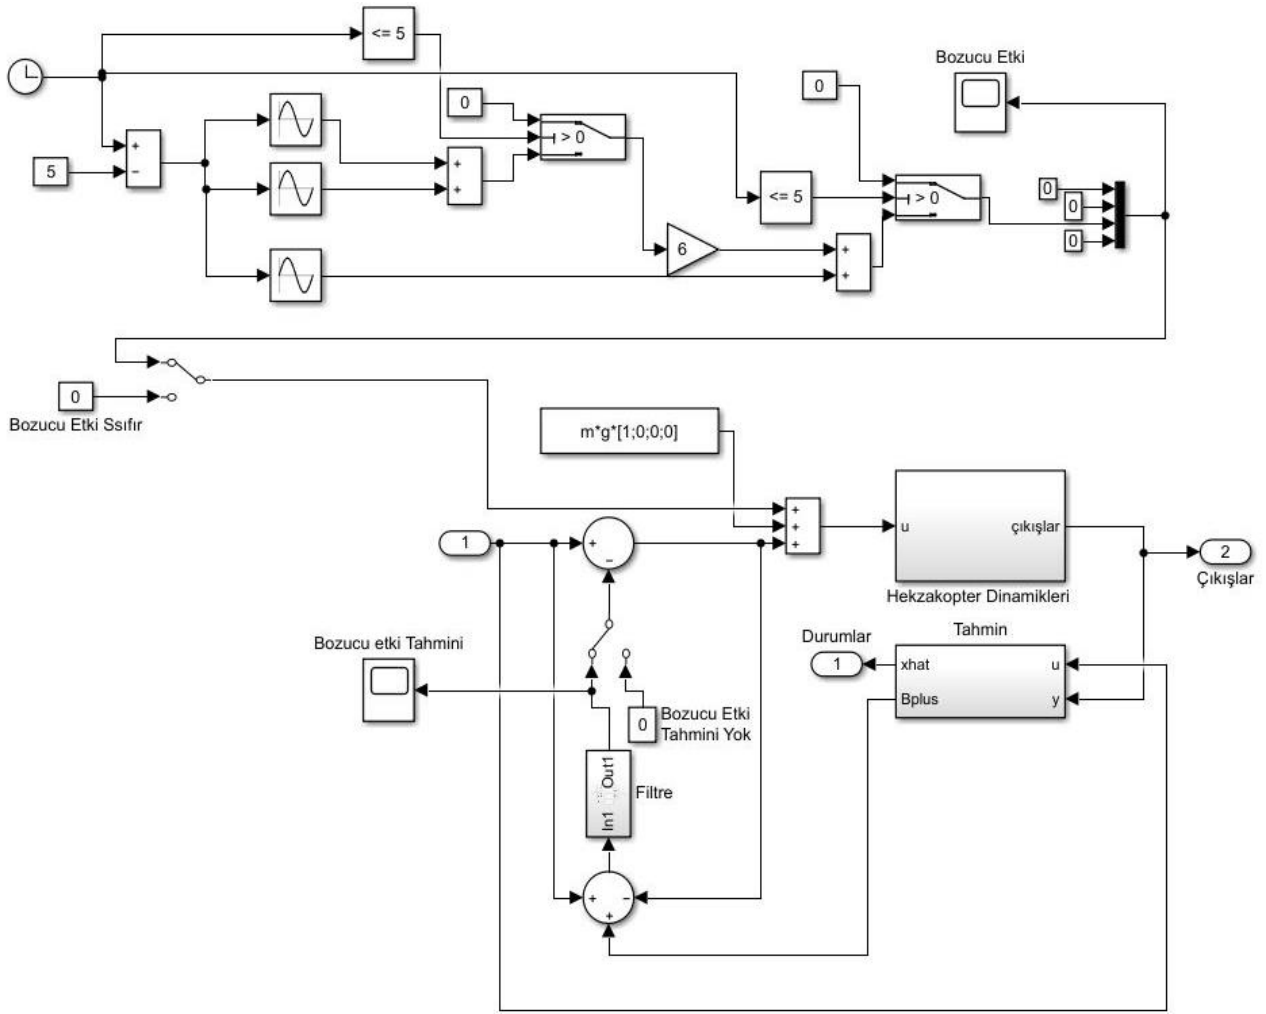 <= 5
Bozucu Etki
0
0
> 0
+
−
5
+
+
<= 5
> 0
0
0
0
6
+
+
0
Bozucu Etki Ssıfır
m*g*[1;0;0;0]
+
+
+
u
çıkışlar
1
+
−
2
Çıkışlar
Hekzakopter Dinamikleri
Tahmin
Durumlar
Bozucu etki Tahmini
1
xhat
u
Bplus
y
0
Bozucu Etki
Tahmini Yok
Out1
In1
Filtre
+
−
+